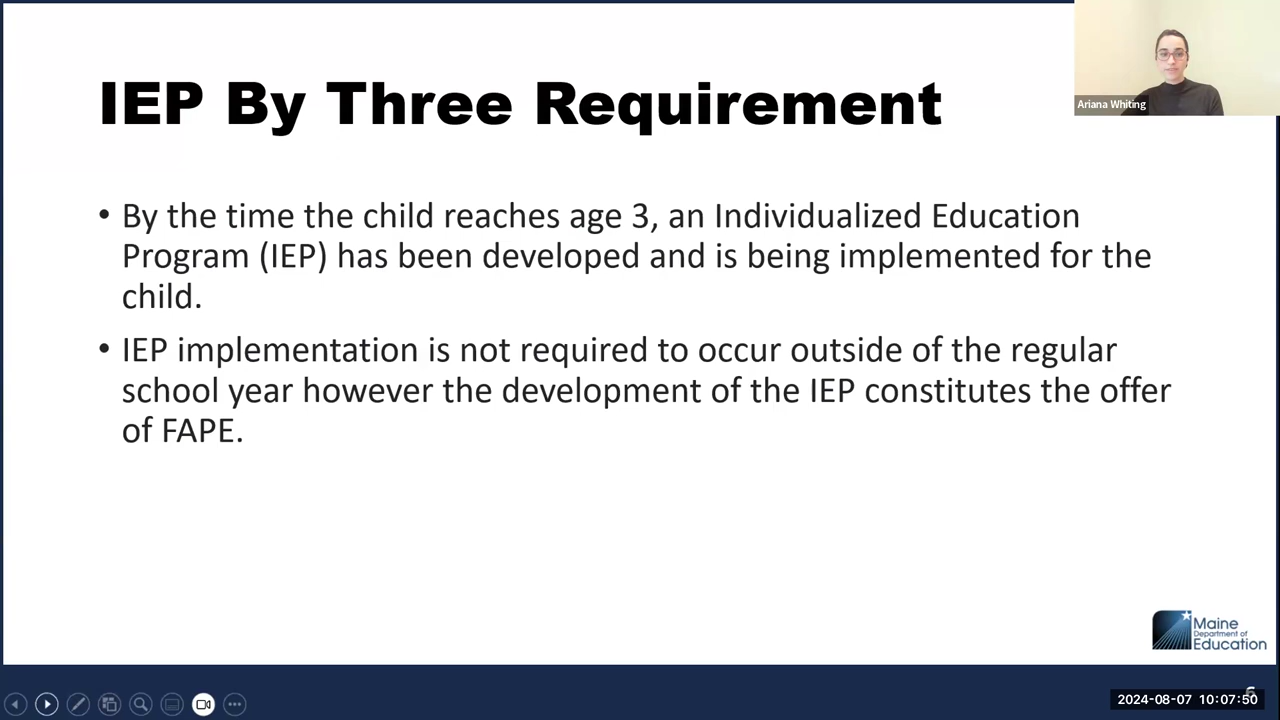 IEP By Three Requirement
Ariana Whiting
• By the time the child reaches age 3, an Individualized Education
Program (IEP) has been developed and is being implemented for the
child.
• IEP implementation is not required to occur outside of the regular
school year however the development of the IEP constitutes the offer
of FAPE.
Maine
Department of
Education
6
2024-08-07 10:07:50